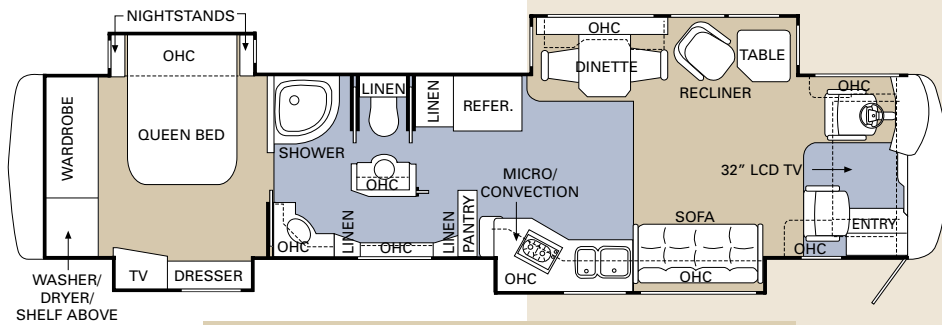 NIGHTSTANDS
OHC
QUEEN BED
WARDROBE
WASHER/
DRYER/
SHELF ABOVE
TV
DRESSER
SHOWER
LINEN
LINEN
REFER.
OHC
OHC
LINEN
OHC
LINEN
PANTRY
MICRO/
CONVECTION
OHC
OHC
DINETTE
RECLINER
TABLE
SOFA
OHC
OHC
32” LCD TV
ENTRY
OHC